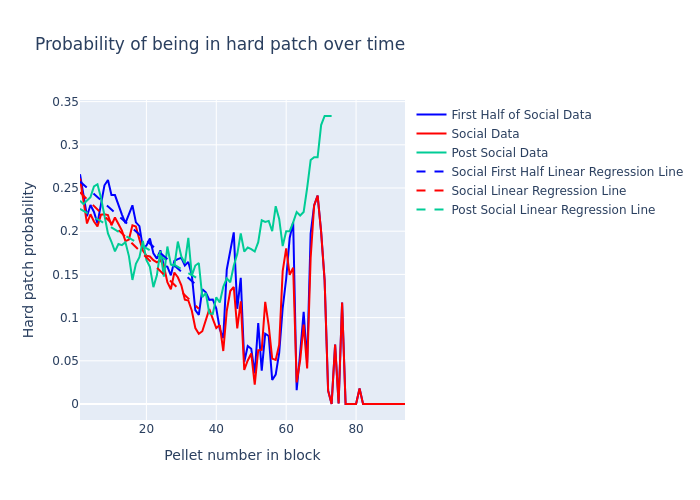 Probability of being in hard patch over time
0.35
0.3
0.25
0.2
0.15
0.1
0.05
0
Hard patch probability
20
40
60
80
Pellet number in block
First Half of Social Data
Social Data
Post Social Data
Social First Half Linear Regression Line
Social Linear Regression Line
Post Social Linear Regression Line